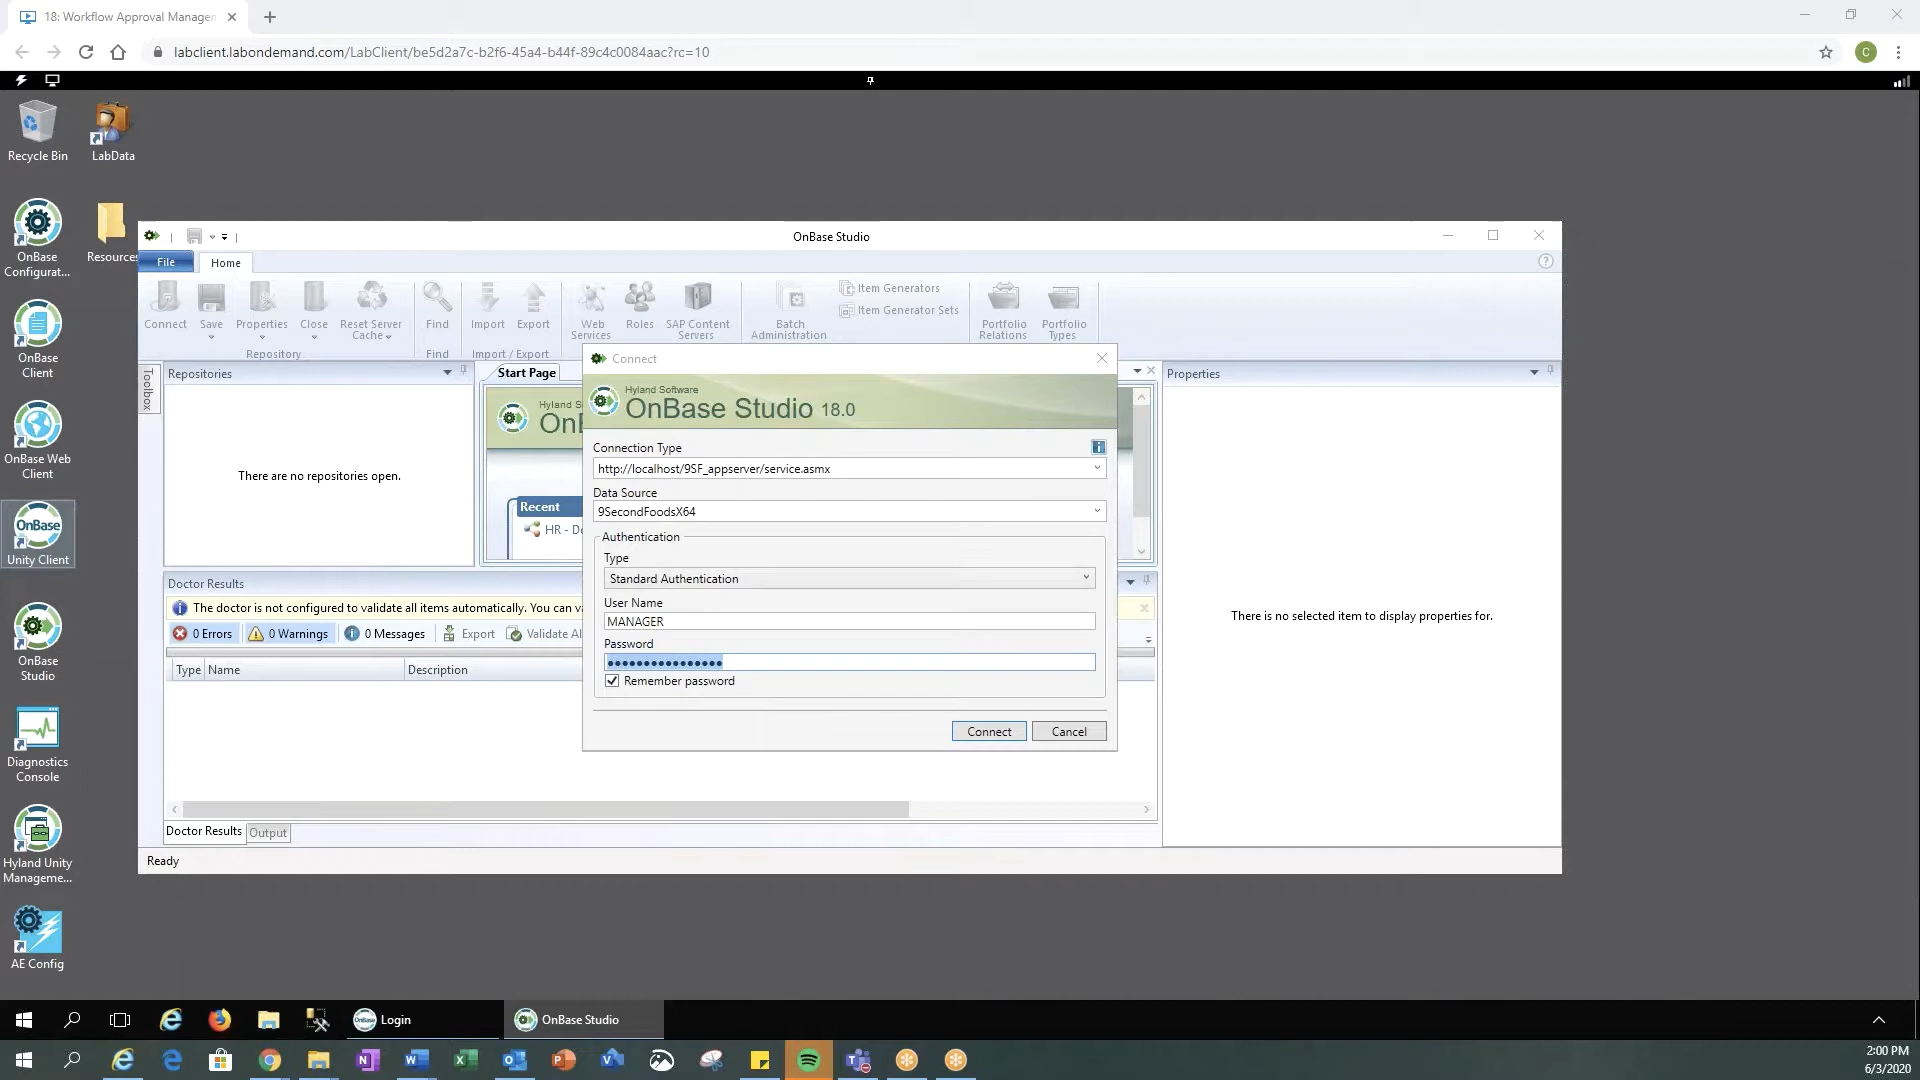 18: Workflow Approval Manager
labclient.labondemand.com/LabClient/be5d2a7c-b2f6-45a4-b44f-89c4c0084aac?rc=10
C
Recycle Bin
LabData
OnBase
Configurat...
Resources
OnBase
Client
OnBase Web
Client
OnBase
Unity Client
OnBase
Studio
Diagnostics
Console
Hyland Unity
Manageme...
AE Config
OnBase Studio
File
Home
Connect
Save
Properties
Close
Reset Server
Cache
Repository
Find
Find
Import
Export
Import / Export
Web
Services
Roles
SAP Content
Servers
Batch
Administration
Item Generators
Item Generator Sets
Portfolio
Relations
Portfolio
Types
Toolbox
Repositories
There are no repositories open.
Start Page
Hyland S
OnB
Recent
HR - De
Connect
Hyland Software
OnBase Studio 18.0
Connection Type
http://localhost/9SF_appserver/service.asmx
Data Source
9SecondFoodsX64
Authentication
Type
Standard Authentication
User Name
MANAGER
Password
••••••••••••••••
Remember password
Connect
Cancel
Properties
There is no selected item to display properties for.
Doctor Results
The doctor is not configured to validate all items automatically. You can va
0 Errors
0 Warnings
0 Messages
Export
Validate Al
Type
Name
Description
Doctor Results
Output
Ready
Login
OnBase Studio
2:00 PM
6/3/2020